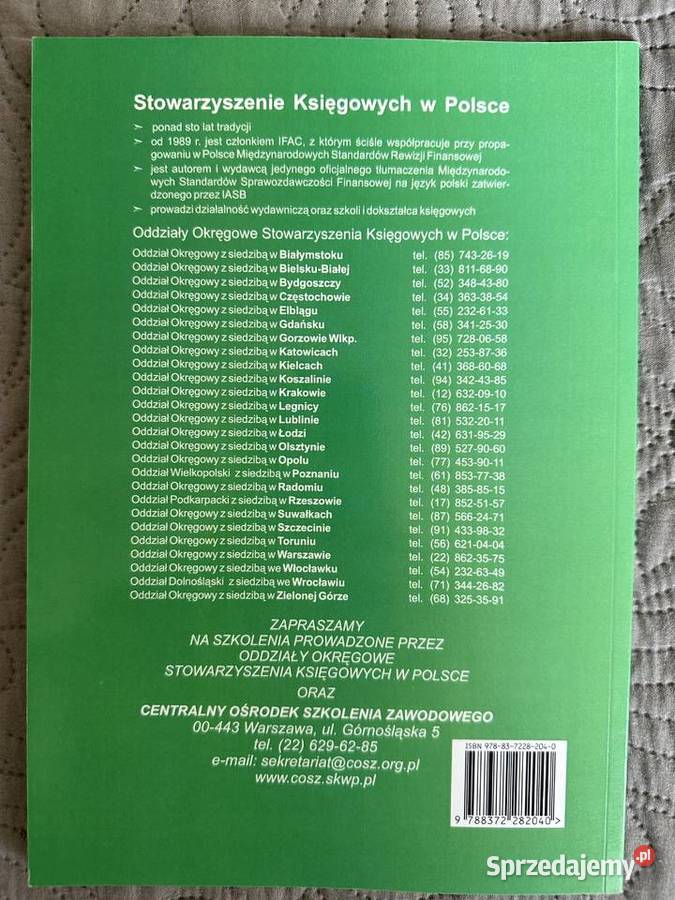 Stowarzyszenie Księgowych w Polsce
➣ ponad sto lat tradycji
➣ od 1989 r. jest członkiem IFAC, z którym ściśle współpracuje przy propa-
gowaniu w Polsce Międzynarodowych Standardów Rewizji Finansowej
➣ jest autorem i wydawcą jedynego oficjalnego tłumaczenia Międzynarodo-
wych Standardów Sprawozdawczości Finansowej na język polski zatwier-
dzonego przez IASB
➣ prowadzi działalność wydawniczą oraz szkoli i dokształca księgowych
Oddziały Okręgowe Stowarzyszenia Księgowych w Polsce:
Oddział Okręgowy z siedzibą w Białymstoku tel. (85) 743-26-19
Oddział Okręgowy z siedzibą w Bielsku-Białej tel. (33) 811-68-90
Oddział Okręgowy z siedzibą w Bydgoszczy tel. (52) 348-43-80
Oddział Okręgowy z siedzibą w Częstochowie tel. (34) 363-38-54
Oddział Okręgowy z siedzibą w Elblągu tel. (55) 232-61-33
Oddział Okręgowy z siedzibą w Gdańsku tel. (58) 341-25-30
Oddział Okręgowy z siedzibą w Gorzowie Wlkp. tel. (95) 728-06-58
Oddział Okręgowy z siedzibą w Katowicach tel. (32) 253-87-36
Oddział Okręgowy z siedzibą w Kielcach tel. (41) 368-60-68
Oddział Okręgowy z siedzibą w Koszalinie tel. (94) 342-43-85
Oddział Okręgowy z siedzibą w Krakowie tel. (12) 632-09-10
Oddział Okręgowy z siedzibą w Legnicy tel. (76) 862-15-17
Oddział Okręgowy z siedzibą w Lublinie tel. (81) 532-20-11
Oddział Okręgowy z siedzibą w Łodzi tel. (42) 631-95-29
Oddział Okręgowy z siedzibą w Olsztynie tel. (89) 527-90-60
Oddział Okręgowy z siedzibą w Opolu tel. (77) 453-90-11
Oddział Wielkopolski z siedzibą w Poznaniu tel. (61) 853-77-38
Oddział Okręgowy z siedzibą w Radomiu tel. (48) 385-85-15
Oddział Podkarpacki z siedzibą w Rzeszowie tel. (17) 852-51-57
Oddział Okręgowy z siedzibą w Suwałkach tel. (87) 566-24-71
Oddział Okręgowy z siedzibą w Szczecinie tel. (91) 433-98-32
Oddział Okręgowy z siedzibą w Toruniu tel. (56) 621-04-04
Oddział Okręgowy z siedzibą w Warszawie tel. (22) 862-35-75
Oddział Okręgowy z siedzibą we Włocławku tel. (54) 232-63-49
Oddział Dolnośląski z siedzibą we Wrocławiu tel. (71) 344-26-82
Oddział Okręgowy z siedzibą w Zielonej Górze tel. (68) 325-35-91
ZAPRASZAMY
NA SZKOLENIA PROWADZONE PRZEZ
ODDZIAŁY OKRĘGOWE
STOWARZYSZENIA KSIĘGOWYCH W POLSCE
ORAZ
CENTRALNY OŚRODEK SZKOLENIA ZAWODOWEGO
00-443 Warszawa, ul. Górnośląska 5
tel. (22) 629-62-85
e-mail: sekretariat@cosz.org.pl
www.cosz.skwp.pl
ISBN 978-83-7228-204-0
9 788372 282040 >
Sprzedajemy.pl